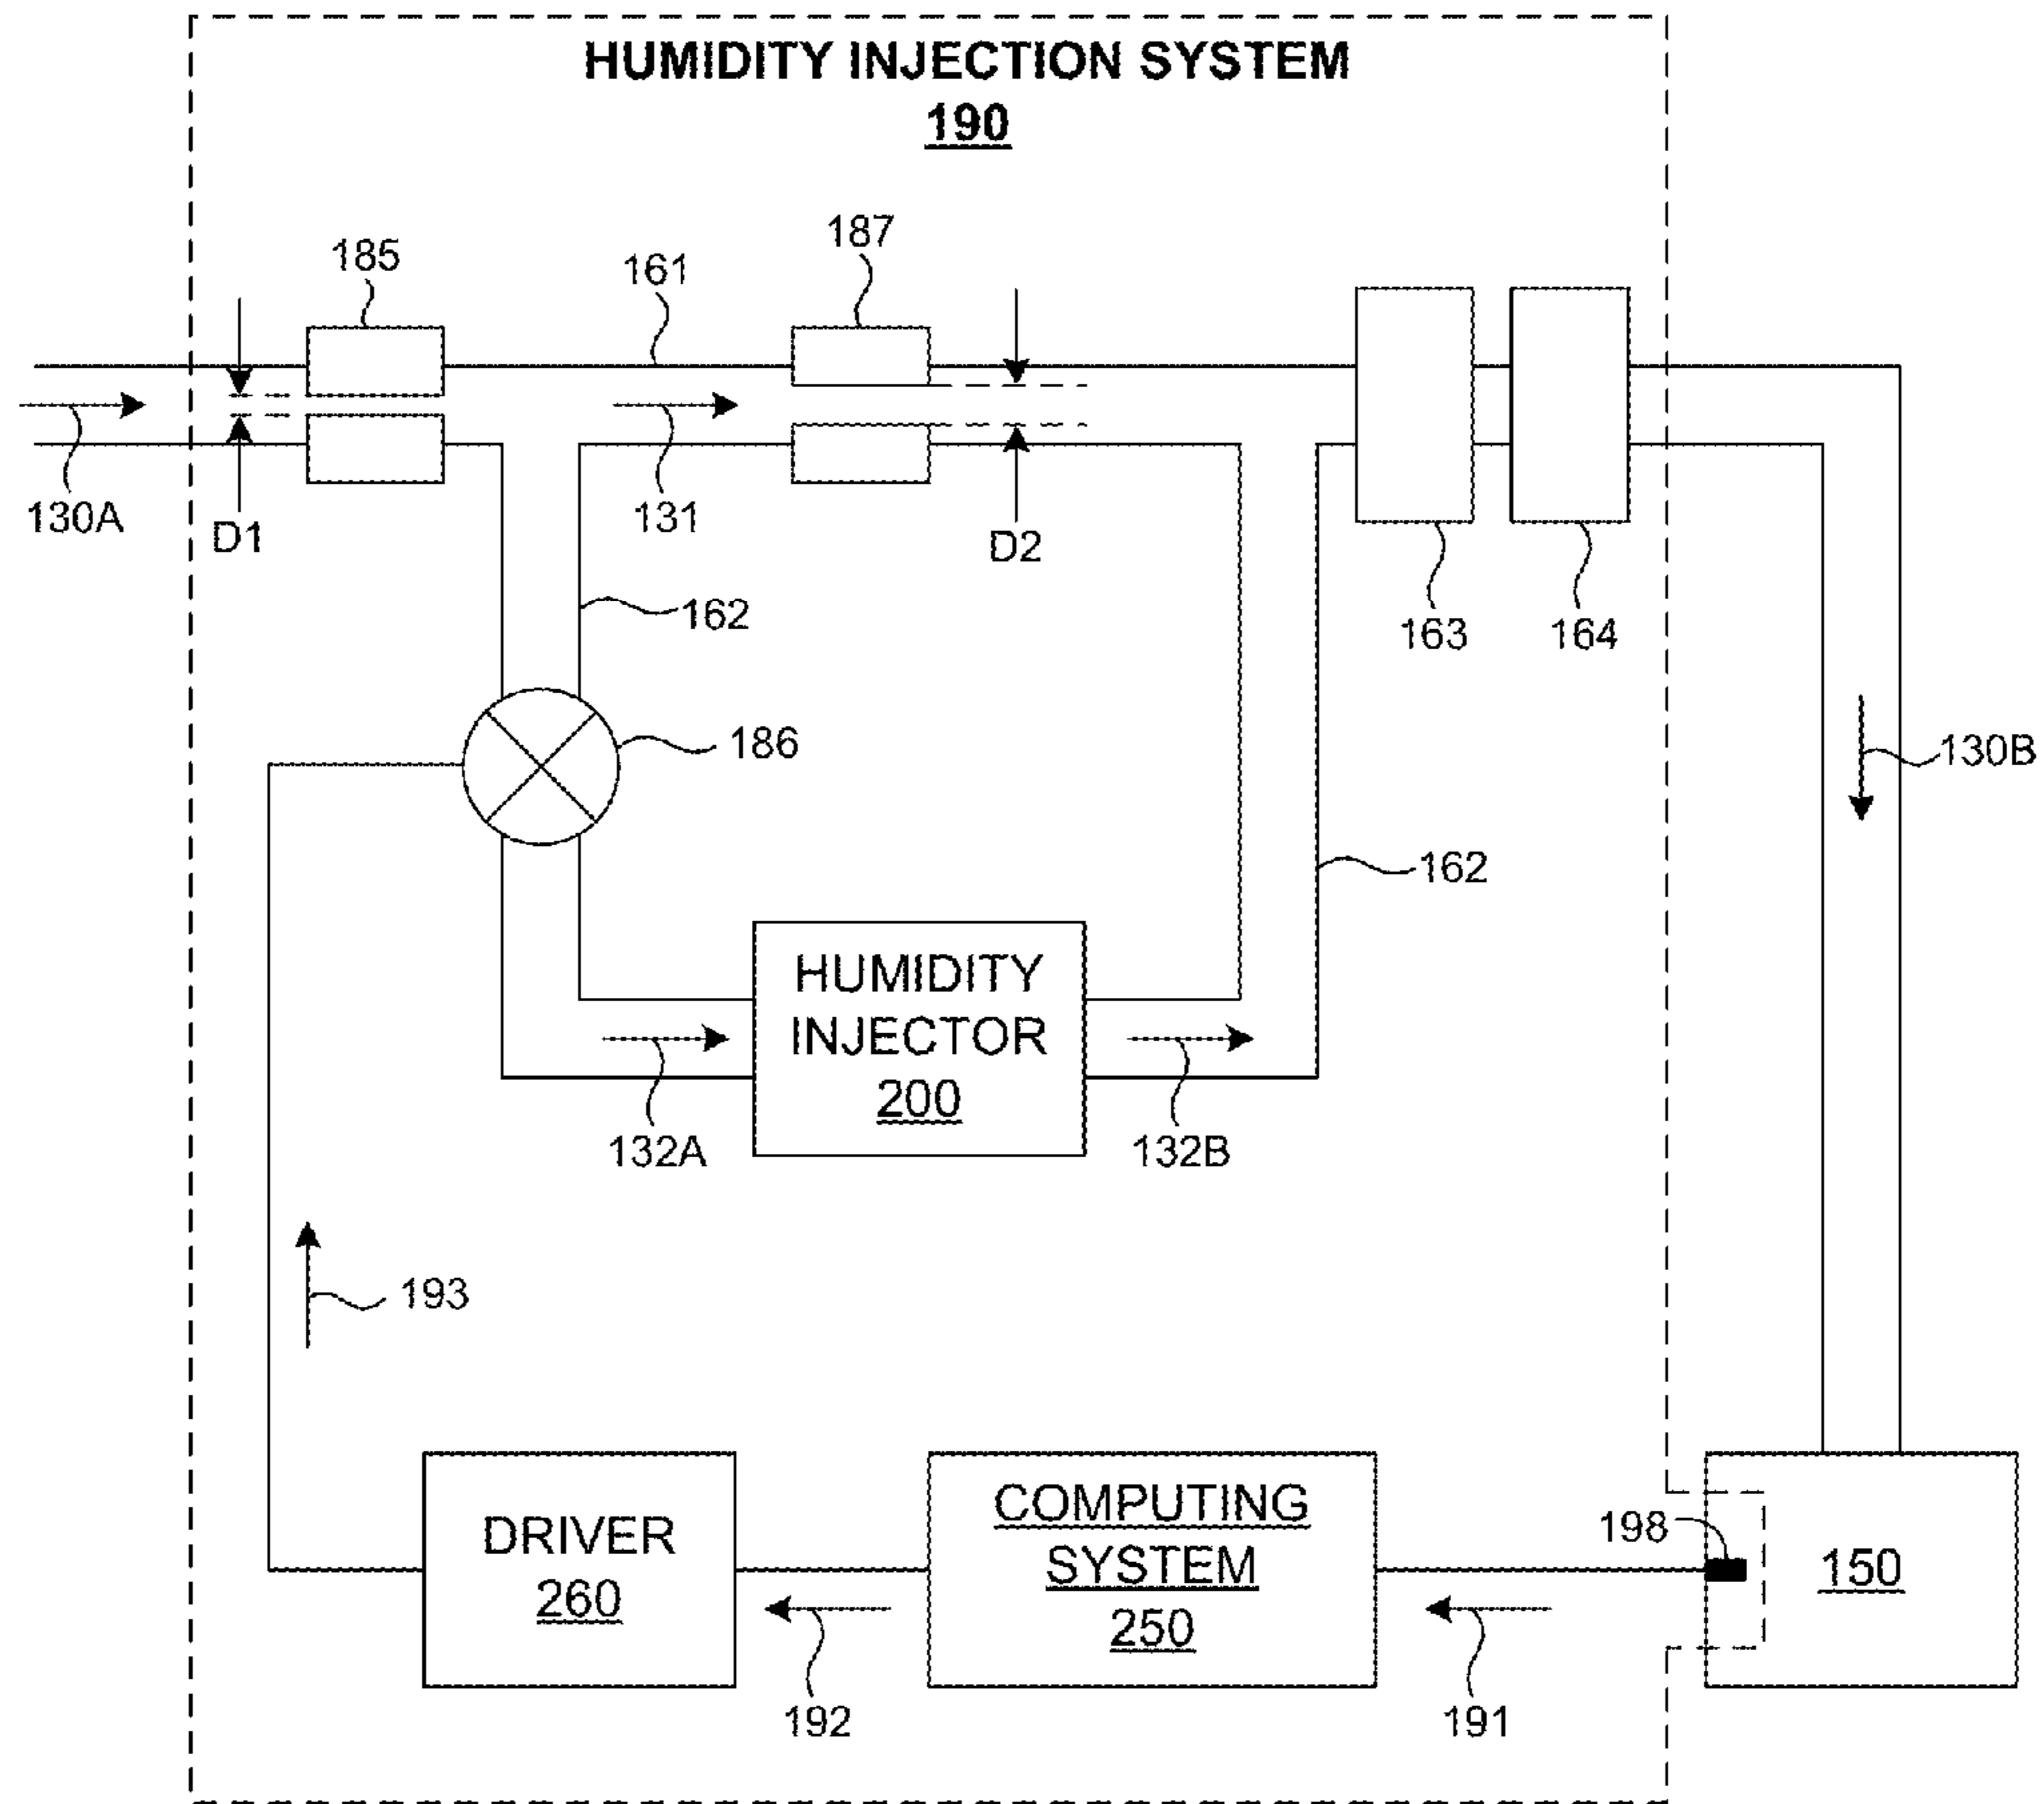 HUMIDITY INJECTION SYSTEM
190
185
161
187
130A
D1
131
D2
163
164
162
186
130B
162
HUMIDITY
INJECTOR
200
132A
132B
193
DRIVER
260
COMPUTING
SYSTEM
250
198
150
192
191